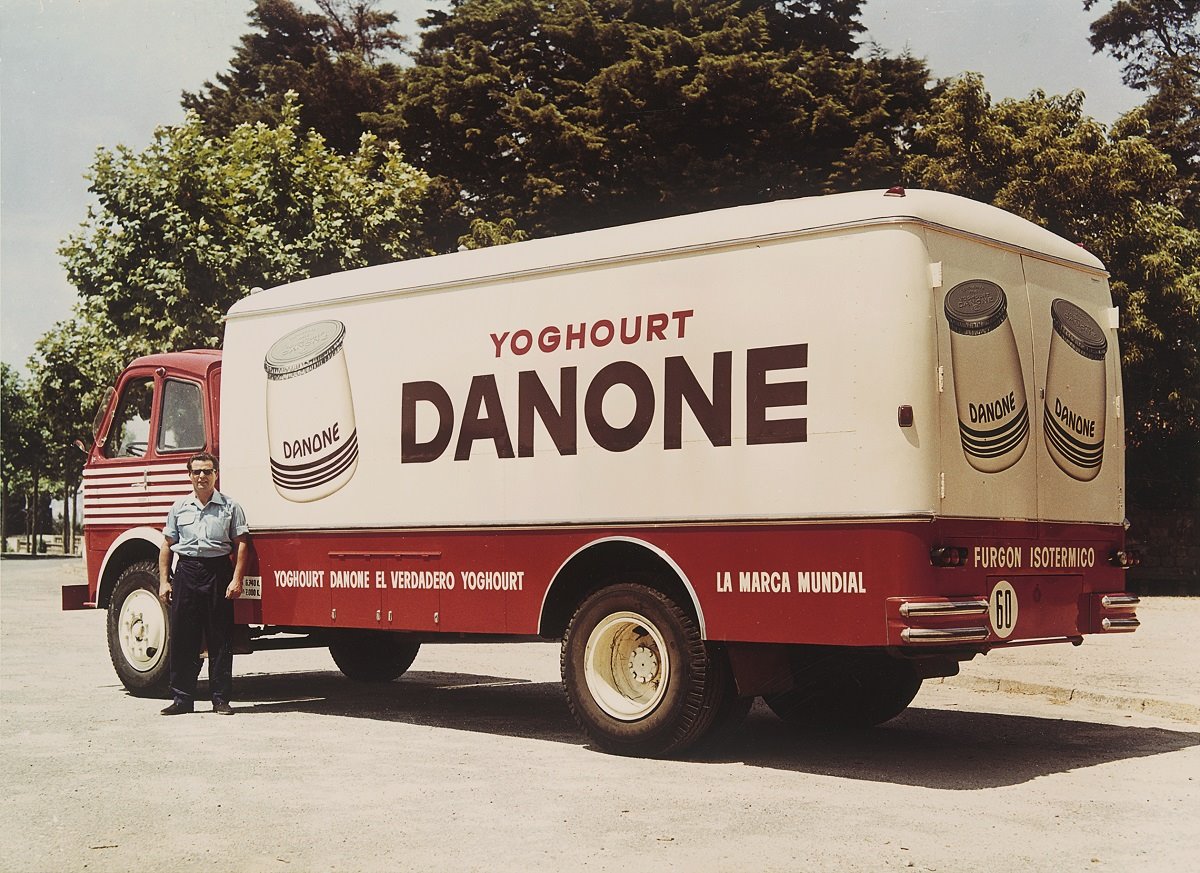 YOGHOURT
DANONE
DANONE
DANONE
DANONE
YOGHOURT DANONE EL VERDADERO YOGHOURT
LA MARCA MUNDIAL
FURGON ISOTERMICO
60